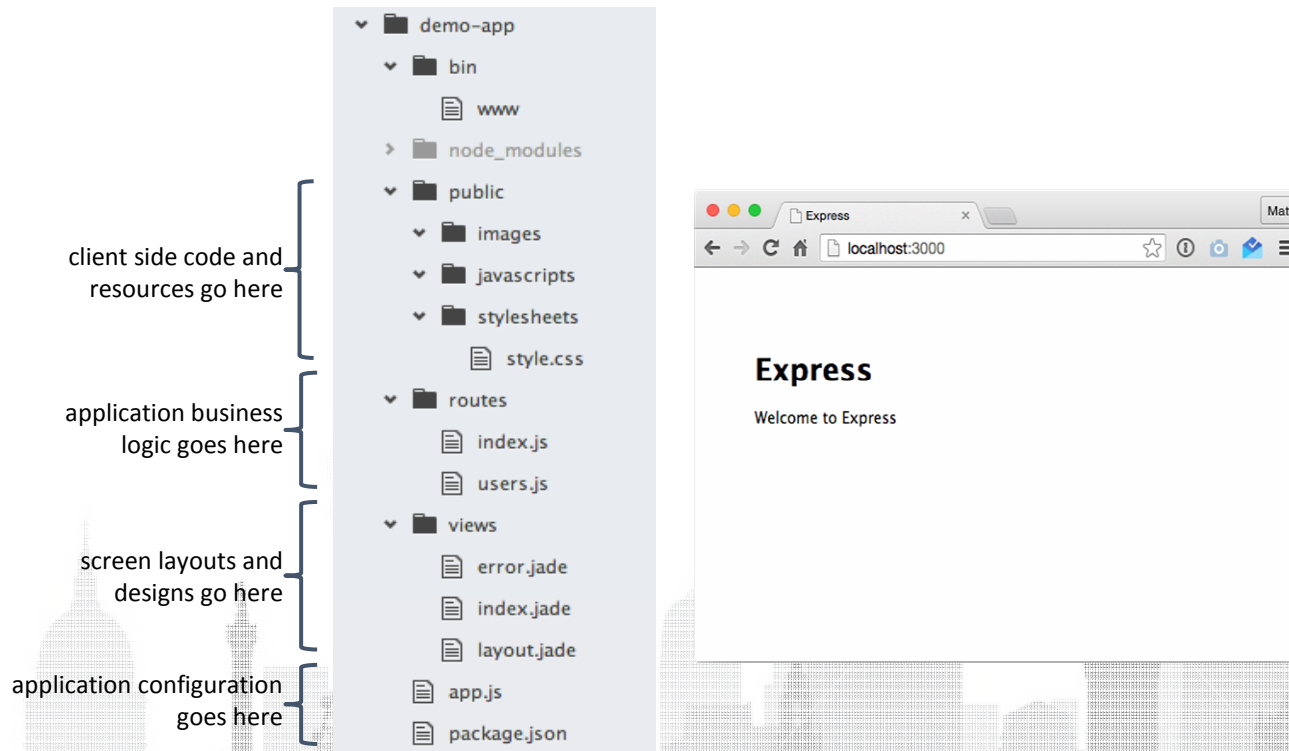 demo-app
bin
www
node_modules
public
images
javascripts
stylesheets
style.css
routes
index.js
users.js
views
error.jade
index.jade
layout.jade
app.js
package.json
client side code and
resources go here
application business
logic goes here
screen layouts and
designs go here
application configuration
goes here
Express
Mat
localhost:3000
Express
Welcome to Express